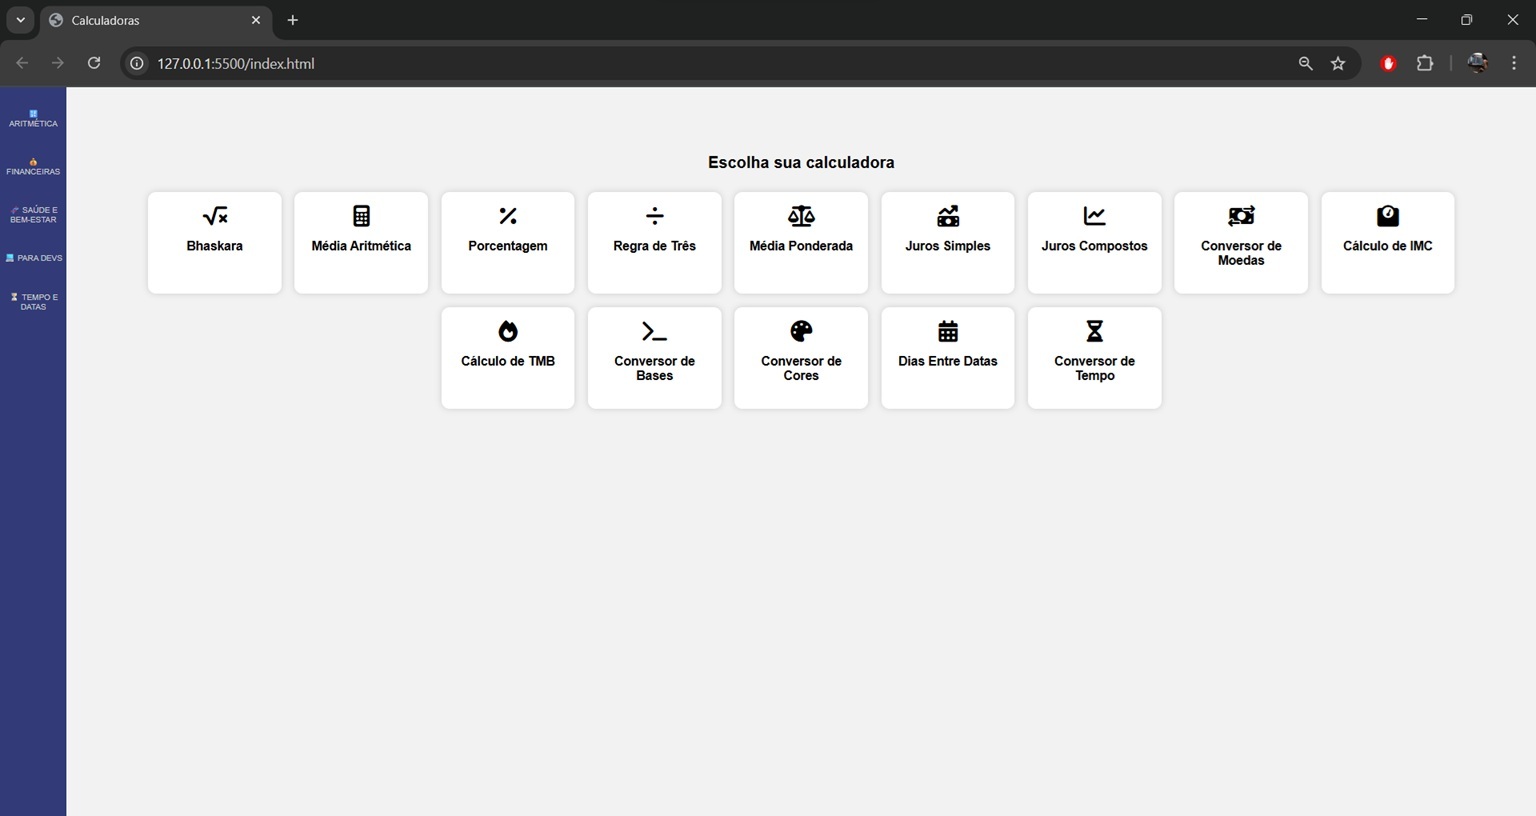 Calculadoras
127.0.0.1:5500/index.html
ARITMÉTICA
FINANCEIRAS
SAÚDE E
BEM-ESTAR
PARA DEVS
TEMPO E
DATAS
Escolha sua calculadora
Bhaskara
Média Aritmética
Porcentagem
Regra de Três
Média Ponderada
Juros Simples
Juros Compostos
Conversor de
Moedas
Cálculo de IMC
Cálculo de TMB
Conversor de
Bases
Conversor de
Cores
Dias Entre Datas
Conversor de
Tempo